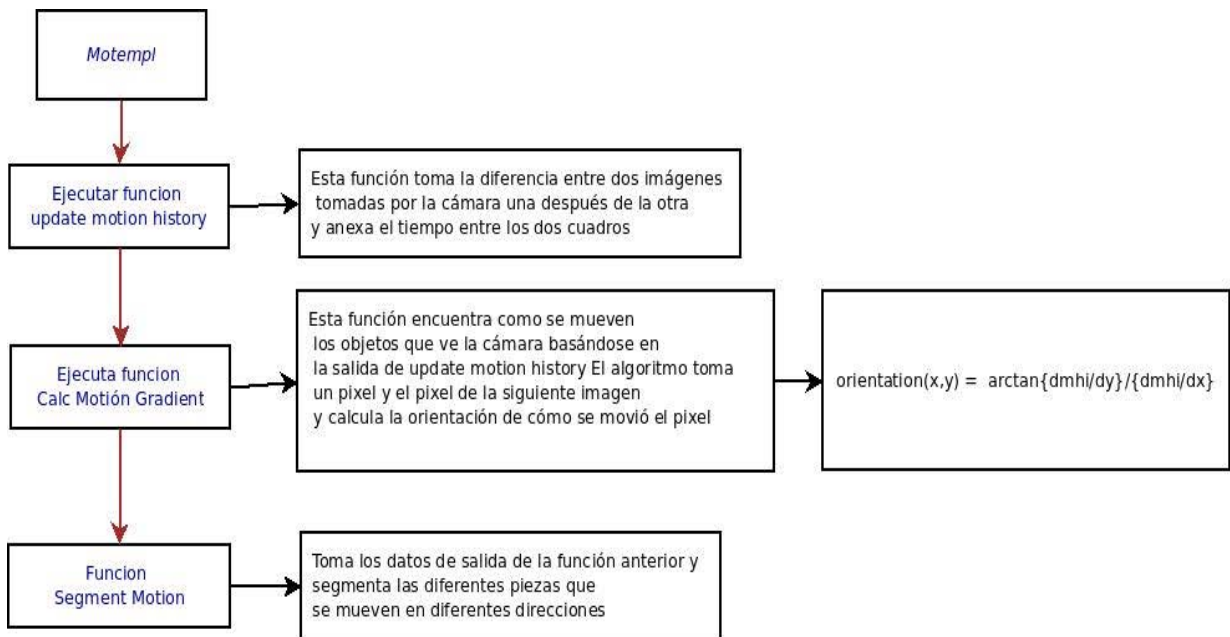 Motempl
Ejecutar funcion
update motion history
Esta función toma la diferencia entre dos imágenes
tomadas por la cámara una después de la otra
y anexa el tiempo entre los dos cuadros
Ejecuta funcion
Calc Motión Gradient
Esta función encuentra como se mueven
los objetos que ve la cámara basándose en
la salida de update motion history El algoritmo toma
un pixel y el pixel de la siguiente imagen
y calcula la orientación de cómo se movió el pixel
orientation(x,y) = arctan{dmhi/dy}/{dmhi/dx}
Funcion
Segment Motion
Toma los datos de salida de la función anterior y
segmenta las diferentes piezas que
se mueven en diferentes direcciones